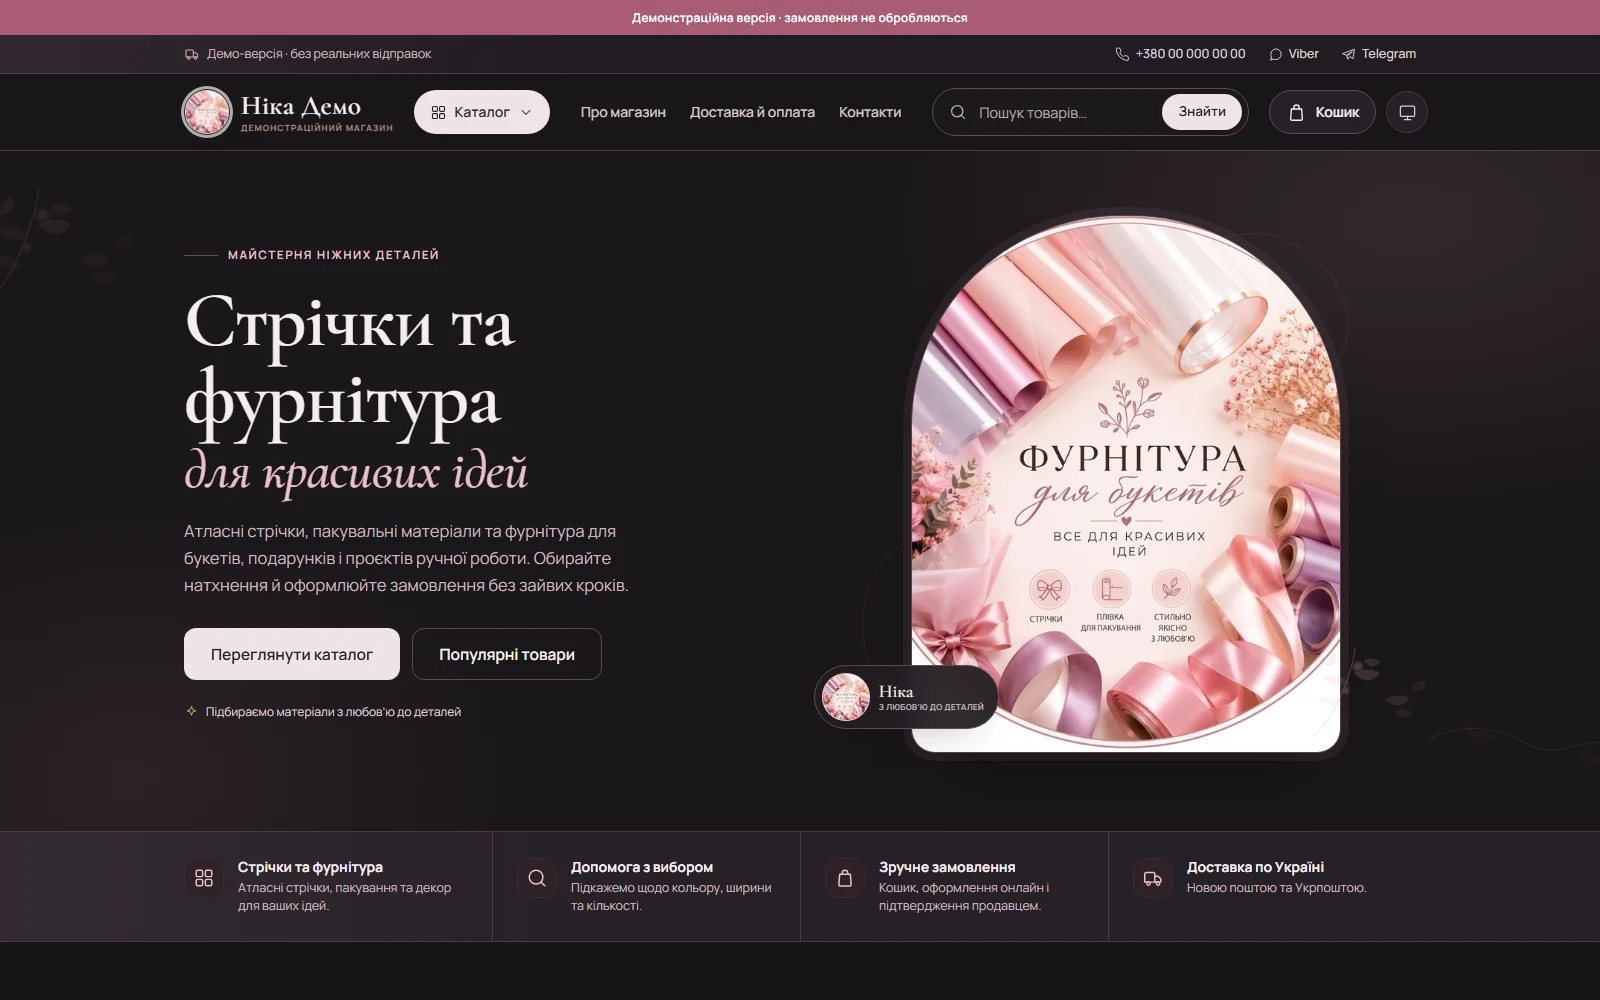 Демонстраційна версія · замовлення не обробляються
Демо-версія · без реальних відправок
+380 00 000 00 00
Viber
Telegram
Ніка Демо
ДЕМОНСТРАЦІЙНИЙ МАГАЗИН
Каталог
Про магазин
Доставка й оплата
Контакти
Пошук товарів...
Знайти
Кошик
МАЙСТЕРНЯ НІЖНИХ ДЕТАЛЕЙ
Стрічки та
фурнітура
для красивих ідей
Атласні стрічки, пакувальні матеріали та фурнітура для
букетів, подарунків і проєктів ручної роботи. Обирайте
натхнення й оформлюйте замовлення без зайвих кроків.
Переглянути каталог
Популярні товари
Підбираємо матеріали з любов'ю до деталей
ФУРНІТУРА
для букетів
ВСЕ ДЛЯ КРАСИВИХ
ІДЕЙ
СТРІЧКИ
ПЛІВКА
ДЛЯ ПАКУВАННЯ
СТИЛЬНО
ЯКІСНО
З ЛЮБОВ'Ю
Ніка
З ЛЮБОВ'Ю ДО ДЕТАЛЕЙ
Стрічки та фурнітура
Атласні стрічки, пакування та декор
для ваших ідей.
Допомога з вибором
Підкажемо щодо кольору, ширини
та кількості.
Зручне замовлення
Кошик, оформлення онлайн і
підтвердження продавцем.
Доставка по Україні
Новою поштою та Укрпоштою.